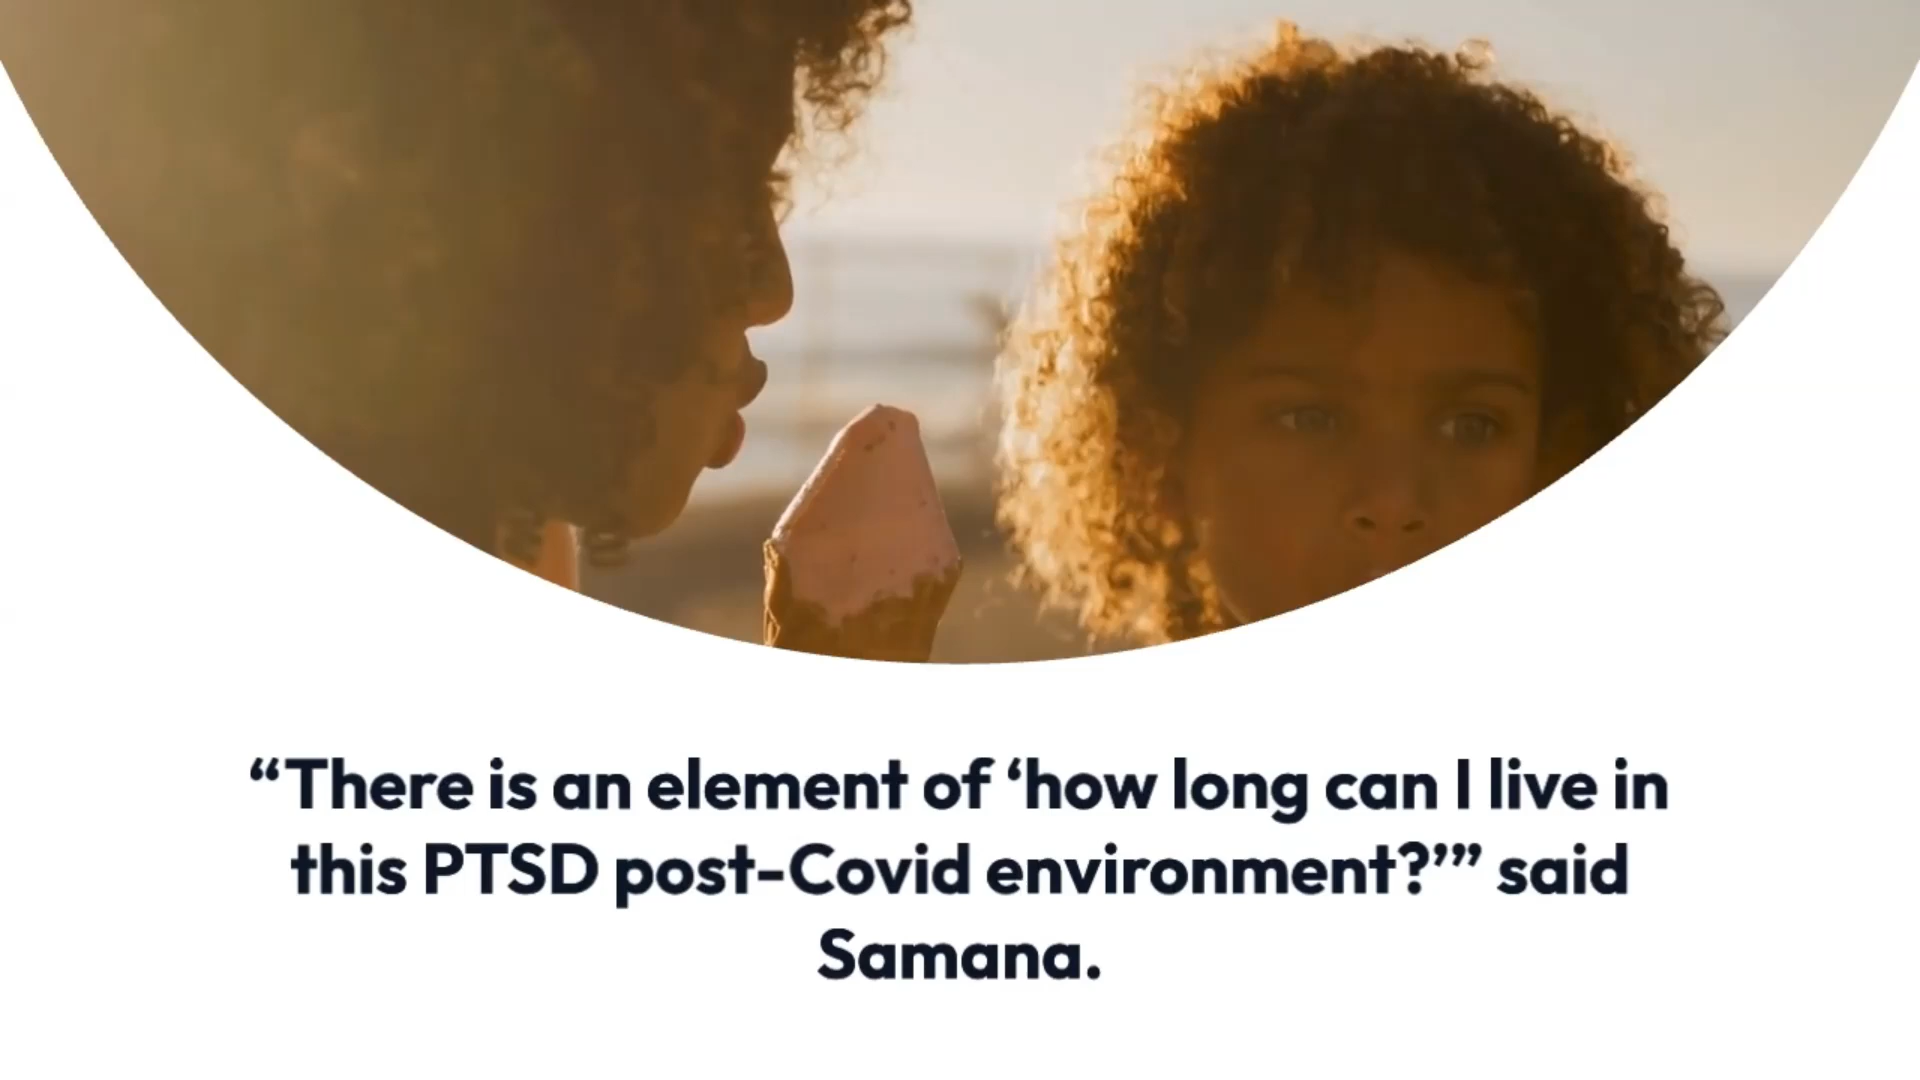 “There is an element of ‘how long can I live in
this PTSD post-Covid environment?’” said
Samana.